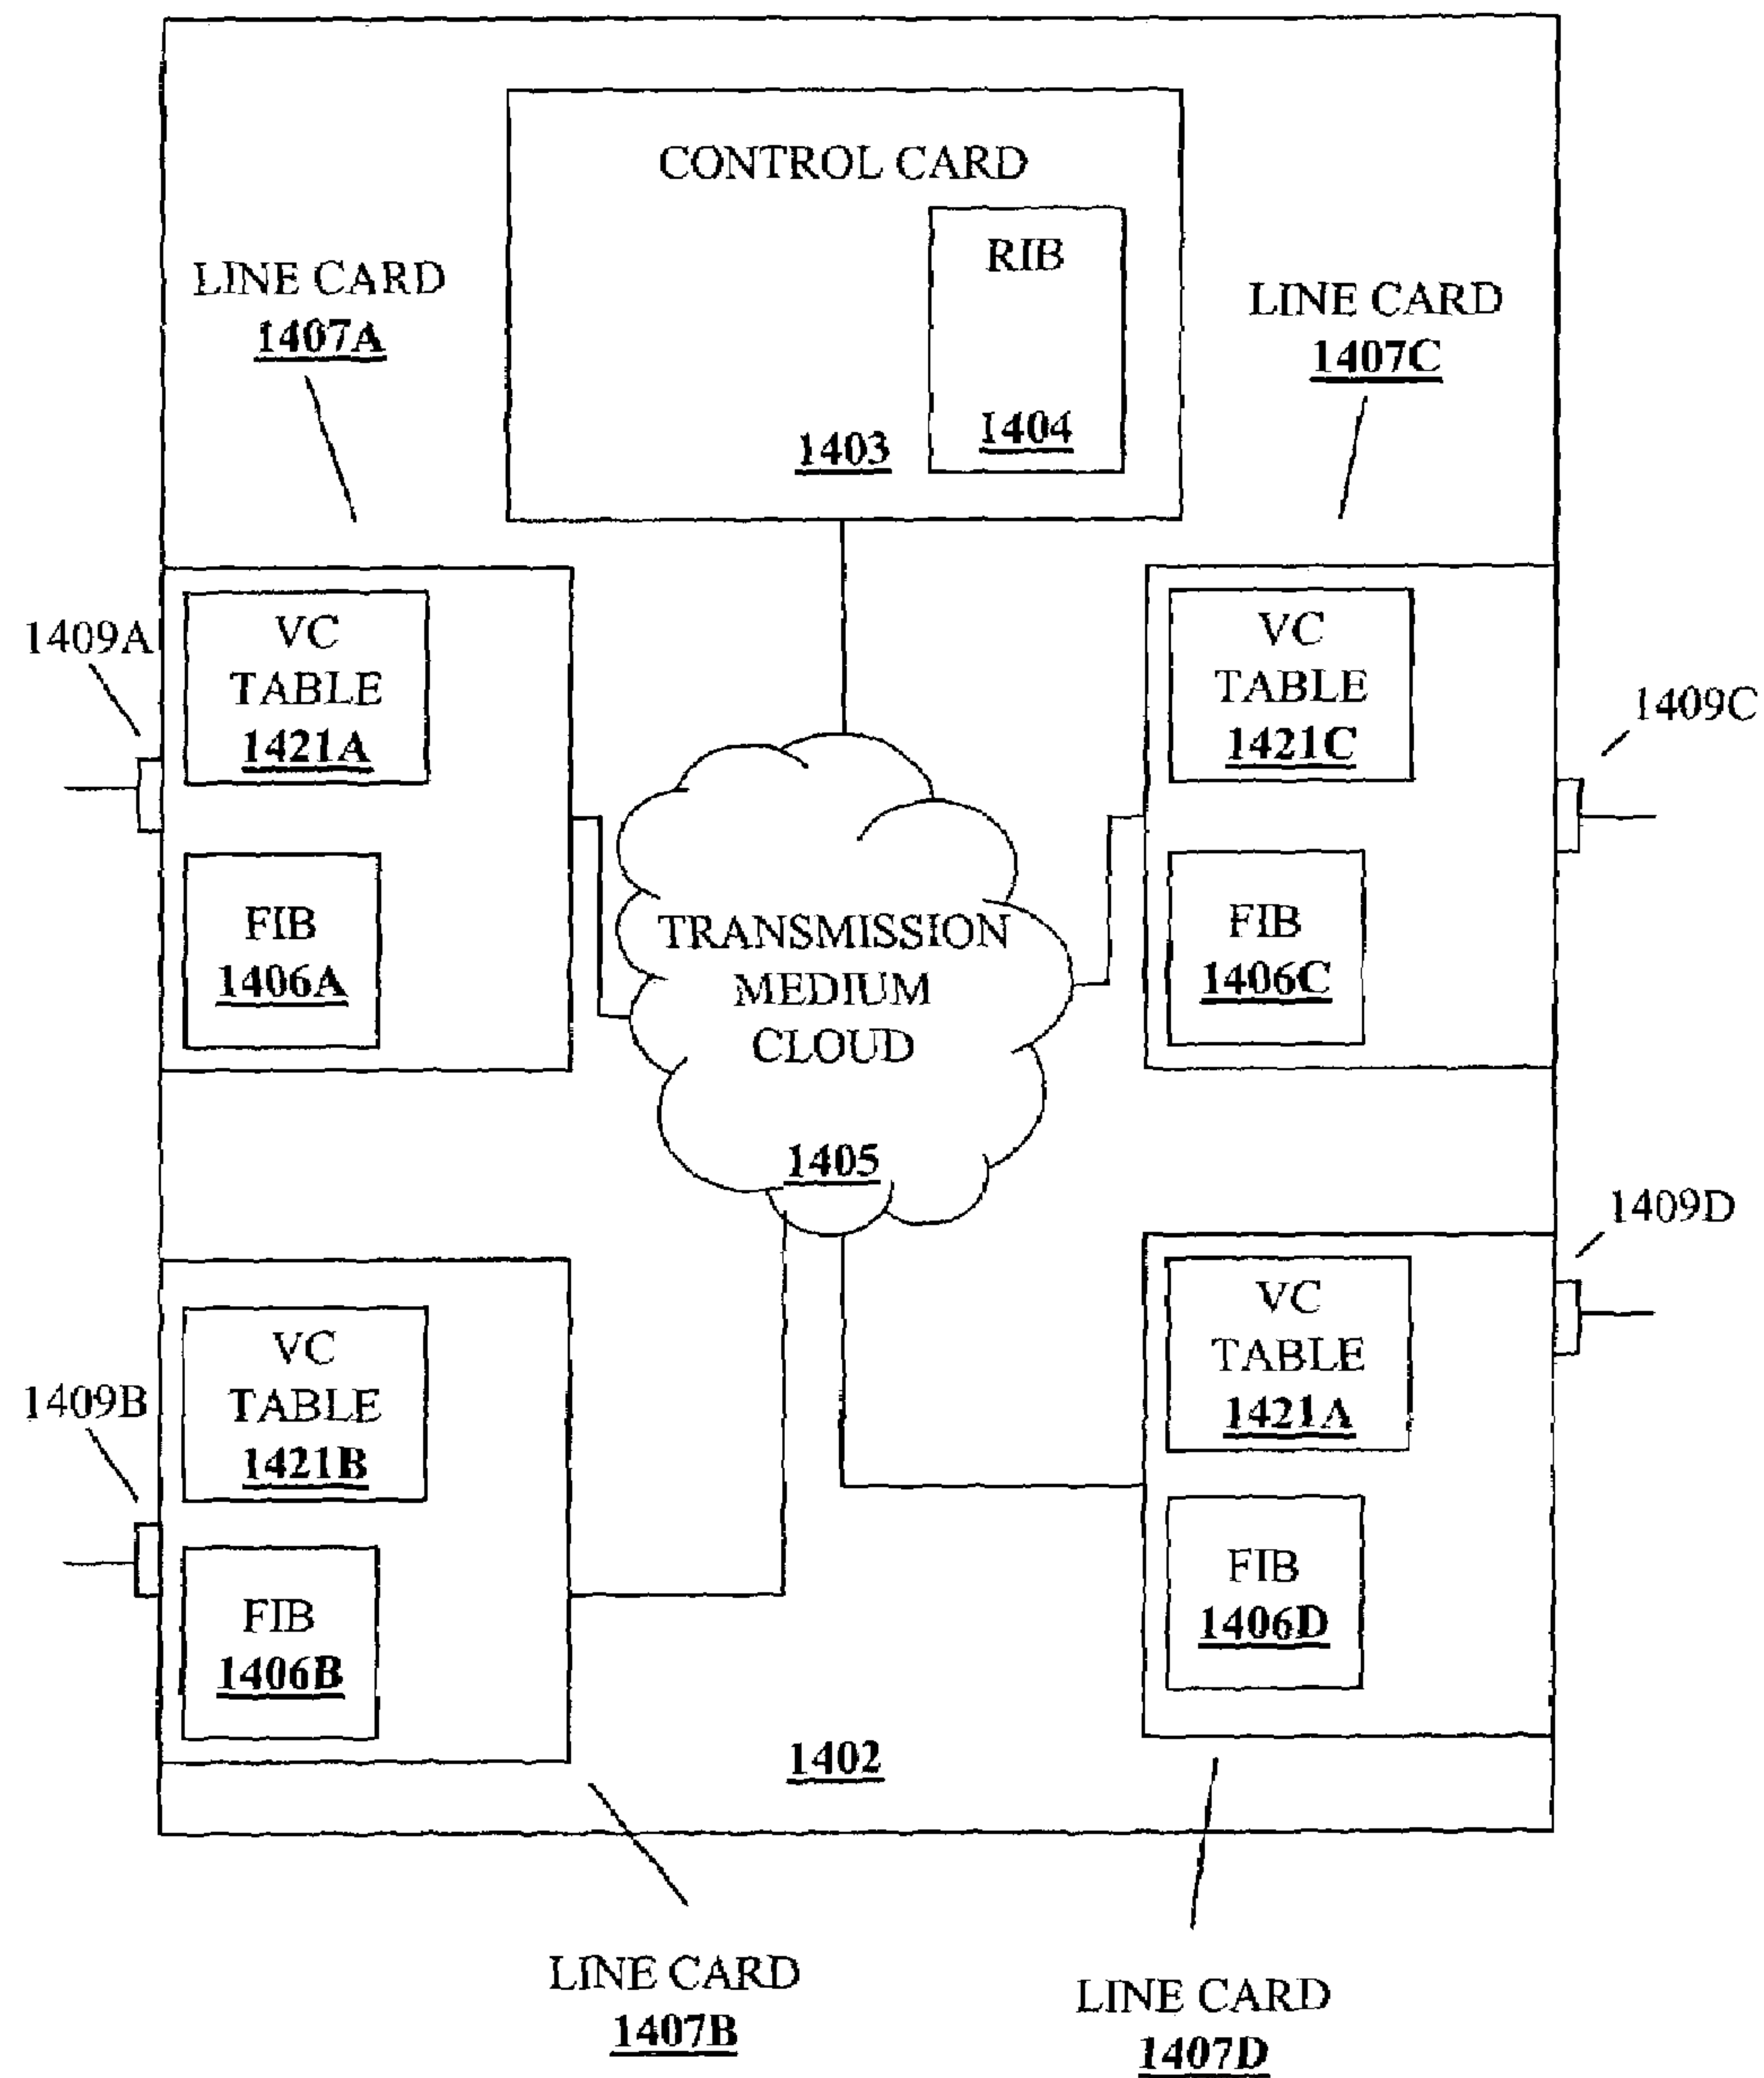 CONTROL CARD
RIB
1404
1403
LINE CARD
1407A
LINE CARD
1407C
1409A
VC
TABLE
1421A
FIB
1406A
VC
TABLE
1421C
FIB
1406C
1409C
TRANSMISSION
MEDIUM
CLOUD
1405
1409B
VC
TABLE
1421B
FIB
1406B
1409D
VC
TABLE
1421A
FIB
1406D
1402
LINE CARD
1407B
LINE CARD
1407D